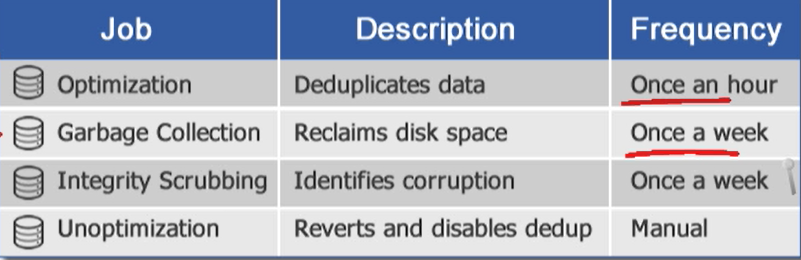 Job Description Frequency
Optimization Deduplicates data Once an hour
Garbage Collection Reclaims disk space Once a week
Integrity Scrubbing Identifies corruption Once a week
Unoptimization Reverts and disables dedup Manual